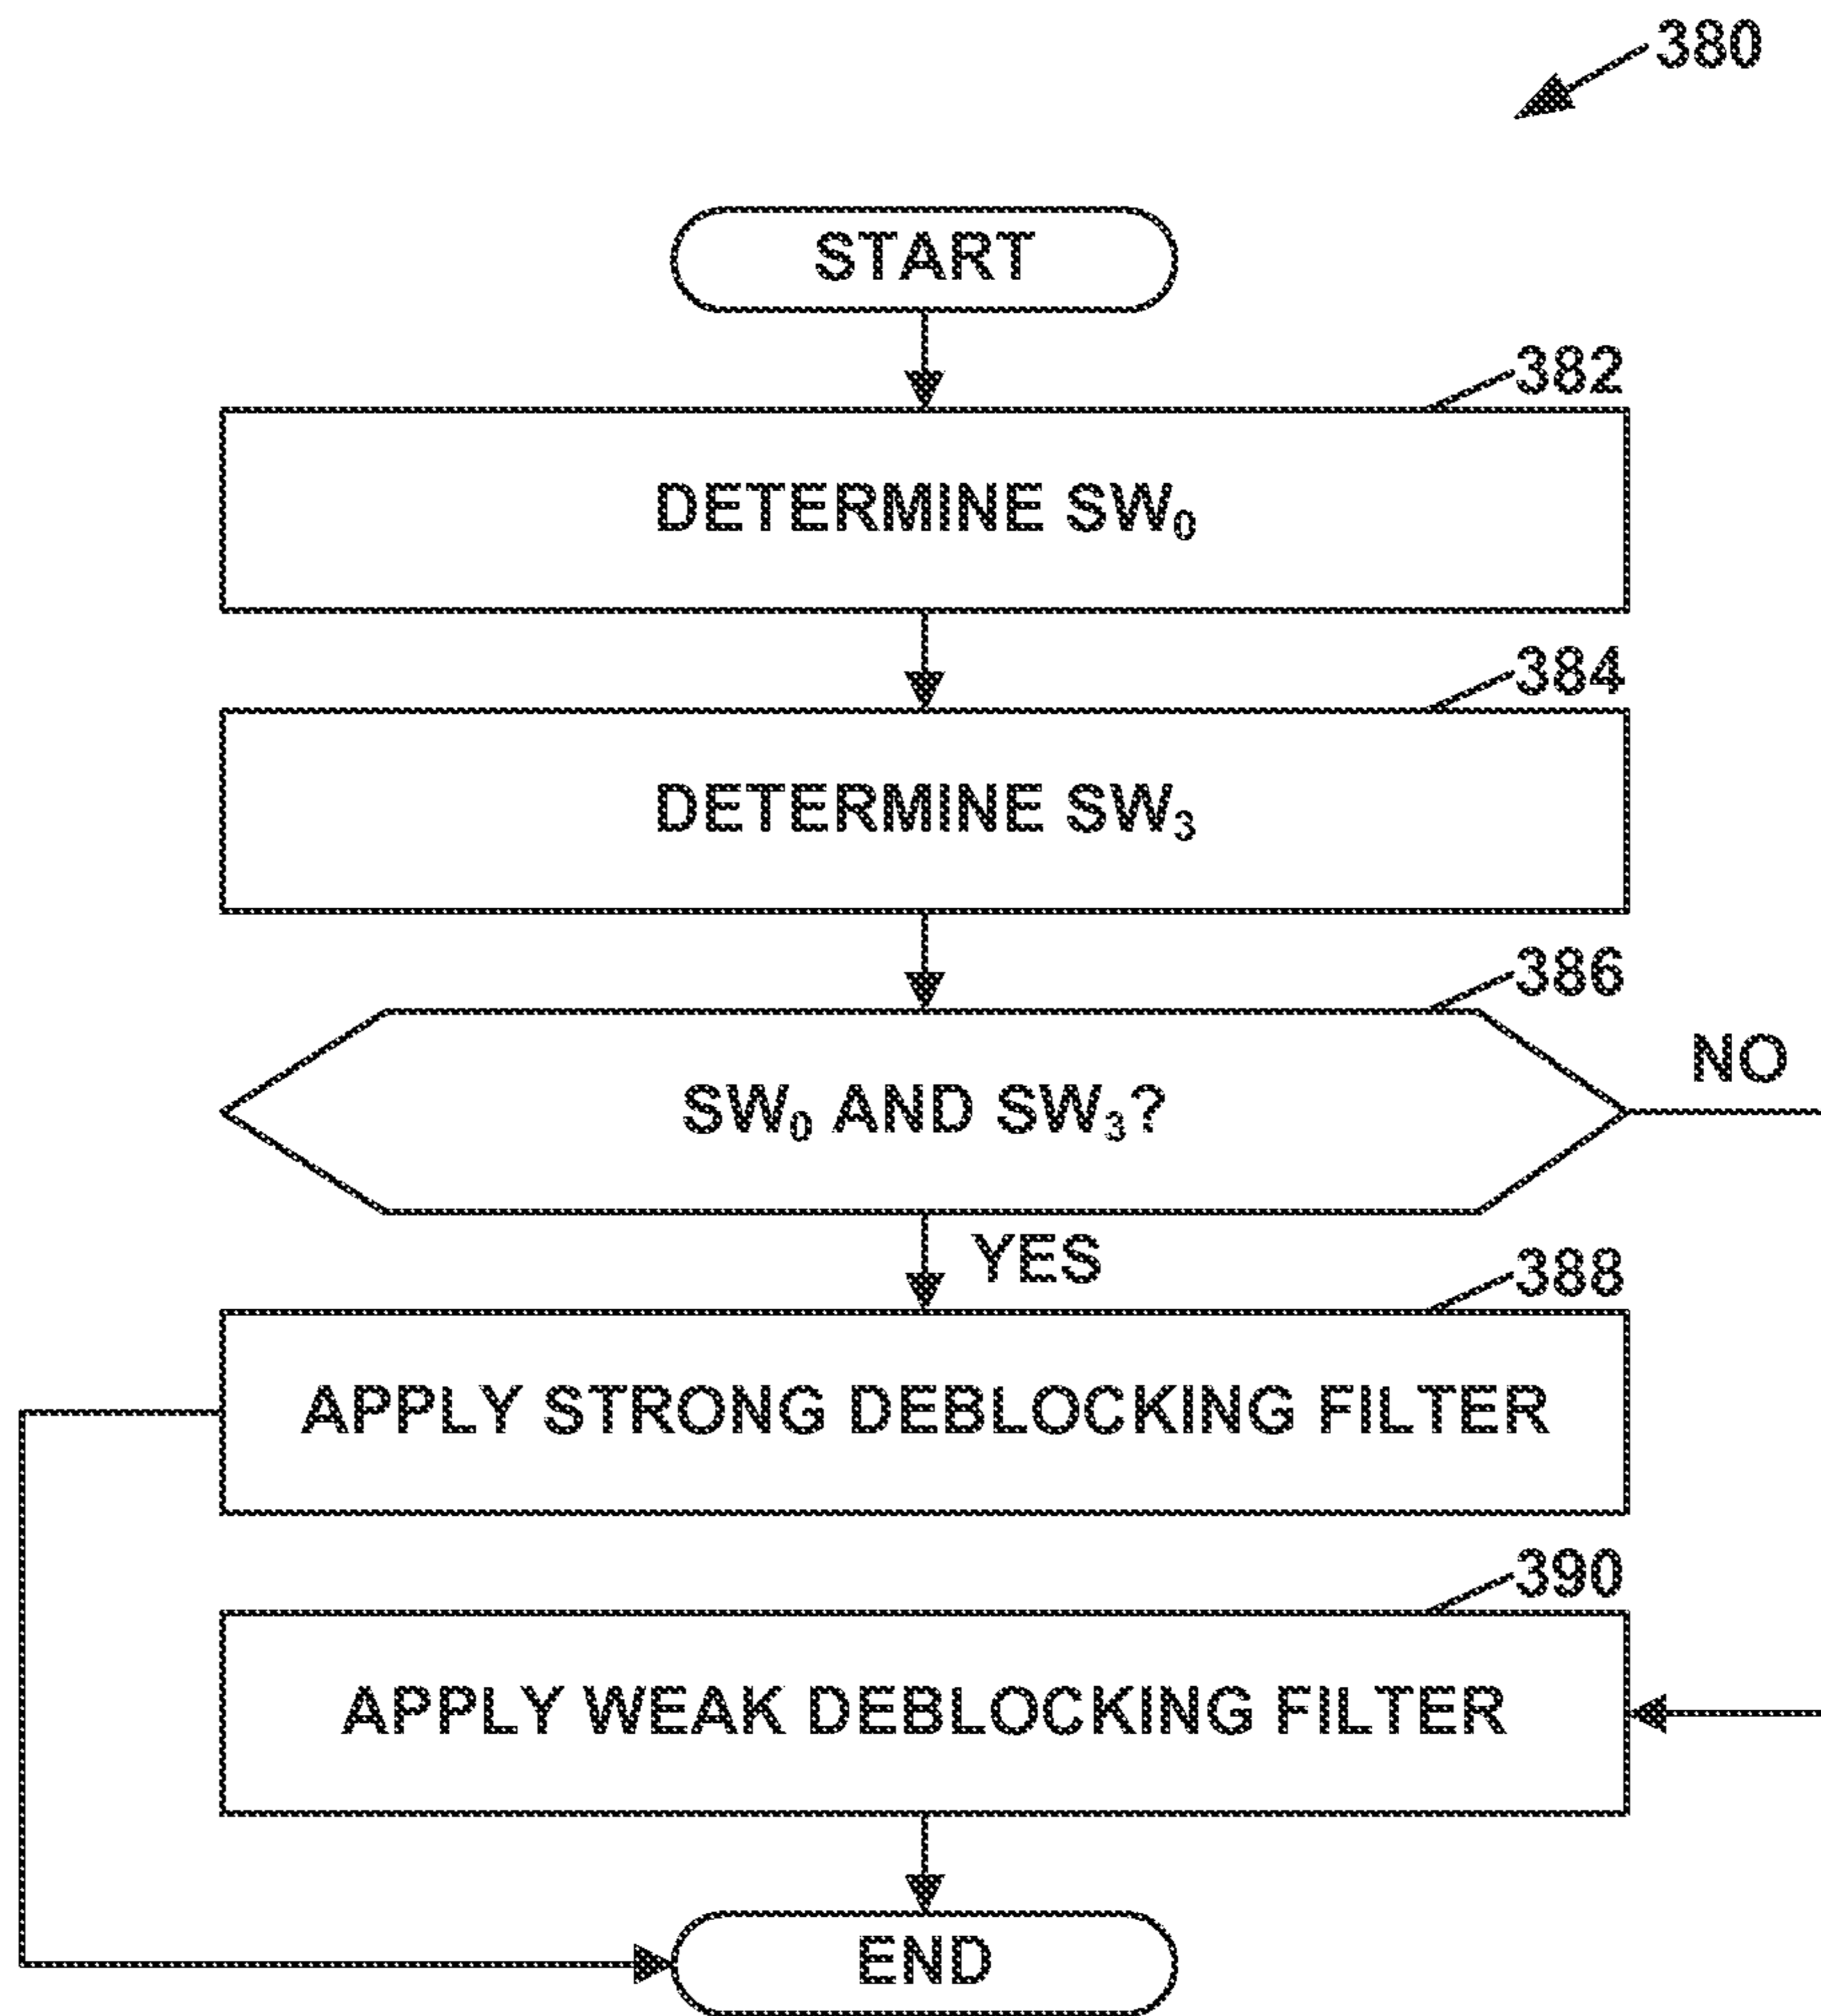 380
START
382
DETERMINE SW₀
384
DETERMINE SW₃
386
SW₀ AND SW₃?
NO
YES
388
APPLY STRONG DEBLOCKING FILTER
390
APPLY WEAK DEBLOCKING FILTER
END